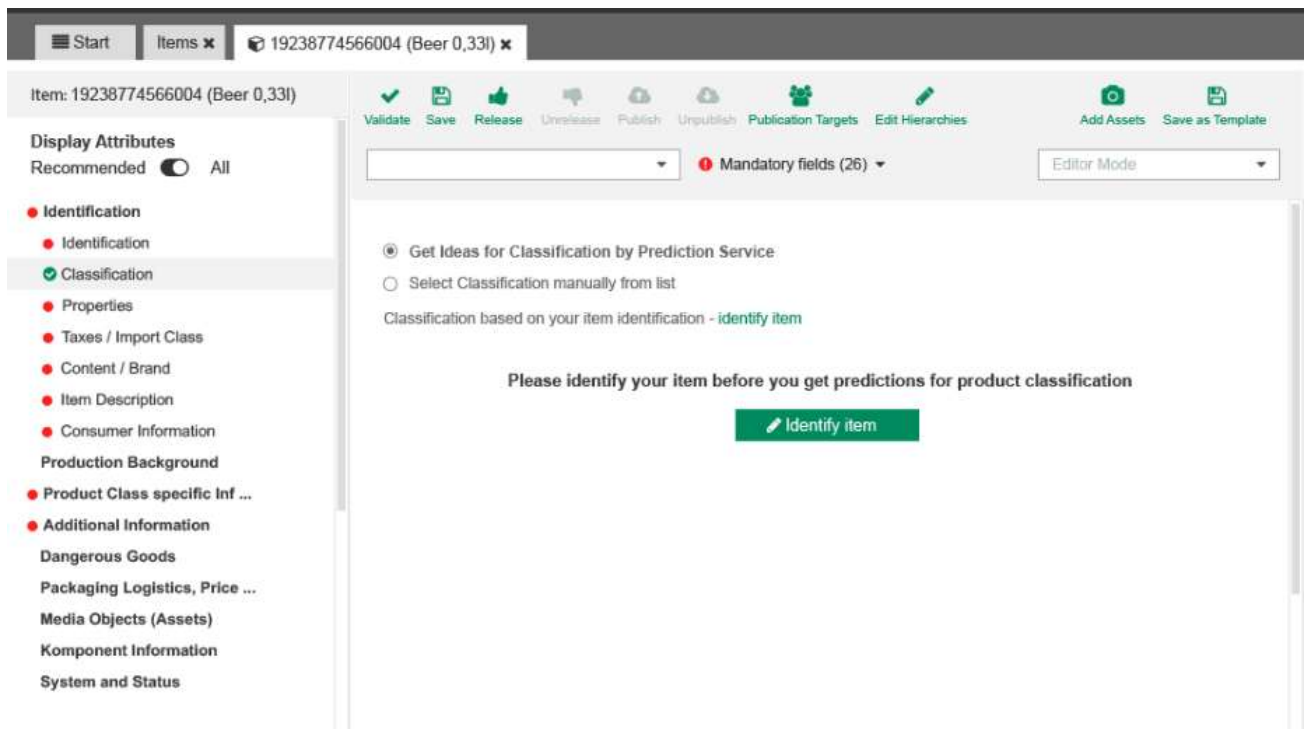 Start Items 19238774566004 (Beer 0,33l)
Item: 19238774566004 (Beer 0,33l)
Validate Save Release Unrelease Publish Unpublish Publication Targets Edit Hierarchies Add Assets Save as Template
Display Attributes
Recommended All
Mandatory fields (26)
Editor Mode
Identification
Identification
Classification
Properties
Taxes / Import Class
Content / Brand
Item Description
Consumer Information
Production Background
Product Class specific Inf ...
Additional Information
Dangerous Goods
Packaging Logistics, Price ...
Media Objects (Assets)
Komponent Information
System and Status
Get Ideas for Classification by Prediction Service
Select Classification manually from list
Classification based on your item identification - identify item
Please identify your item before you get predictions for product classification
Identify item